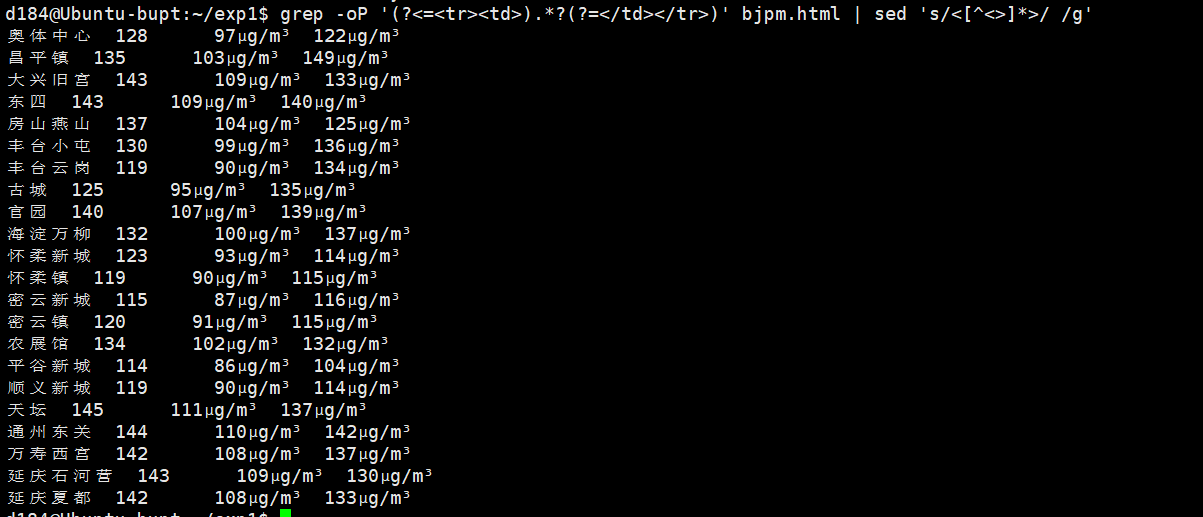 d184@Ubuntu-bupt:~/exp1$ grep -oP '(?<=<tr><td>).*?(?=</td></tr>)' bjpm.html | sed 's/<[^<>]*>/ /g'
奥体中心  128      97μg/m³  122μg/m³
昌平镇  135      103μg/m³  149μg/m³
大兴旧宫  143      109μg/m³  133μg/m³
东四  143      109μg/m³  140μg/m³
房山燕山  137      104μg/m³  125μg/m³
丰台小屯  130      99μg/m³  136μg/m³
丰台云岗  119      90μg/m³  134μg/m³
古城  125      95μg/m³  135μg/m³
官园  140      107μg/m³  139μg/m³
海淀万柳  132      100μg/m³  137μg/m³
怀柔新城  123      93μg/m³  114μg/m³
怀柔镇  119      90μg/m³  115μg/m³
密云新城  115      87μg/m³  116μg/m³
密云镇  120      91μg/m³  115μg/m³
农展馆  134      102μg/m³  132μg/m³
平谷新城  114      86μg/m³  104μg/m³
顺义新城  119      90μg/m³  114μg/m³
天坛  145      111μg/m³  137μg/m³
通州东关  144      110μg/m³  142μg/m³
万寿西宫  142      108μg/m³  137μg/m³
延庆石河营  143      109μg/m³  130μg/m³
延庆夏都  142      108μg/m³  133μg/m³
d184@Ubuntu-bupt:~/exp1$